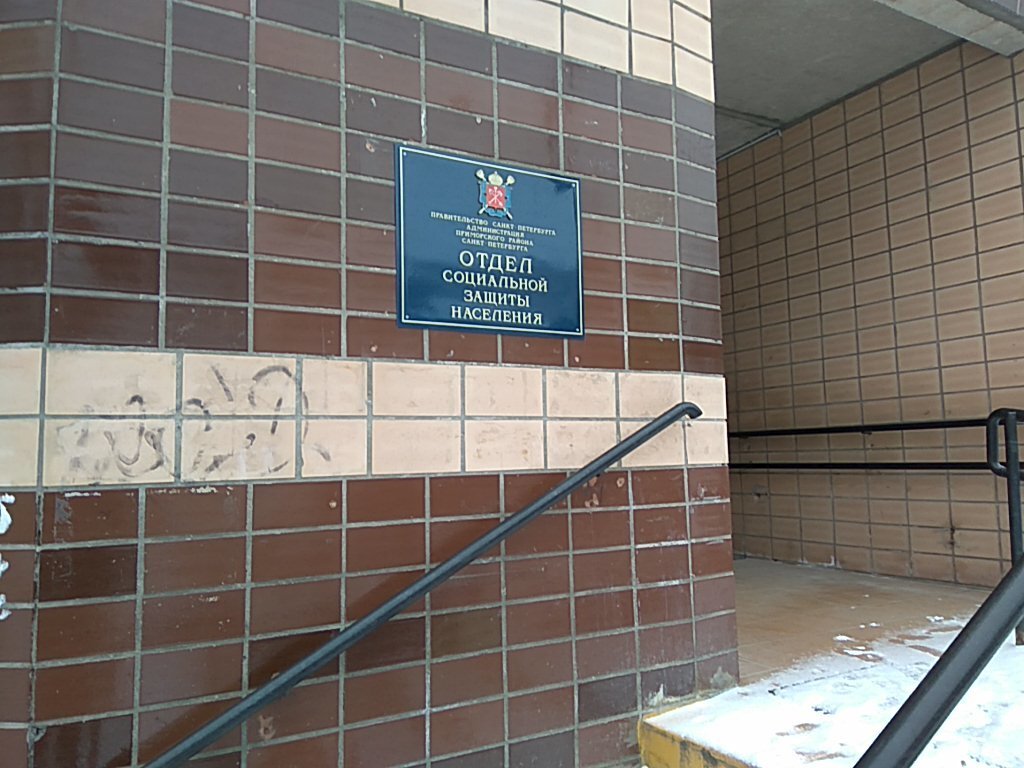 ПРАВИТЕЛЬСТВО САНКТ-ПЕТЕРБУРГА
АДМИНИСТРАЦИЯ
ПРИМОРСКОГО РАЙОНА
САНКТ-ПЕТЕРБУРГА
ОТДЕЛ
СОЦИАЛЬНОЙ
ЗАЩИТЫ
НАСЕЛЕНИЯ